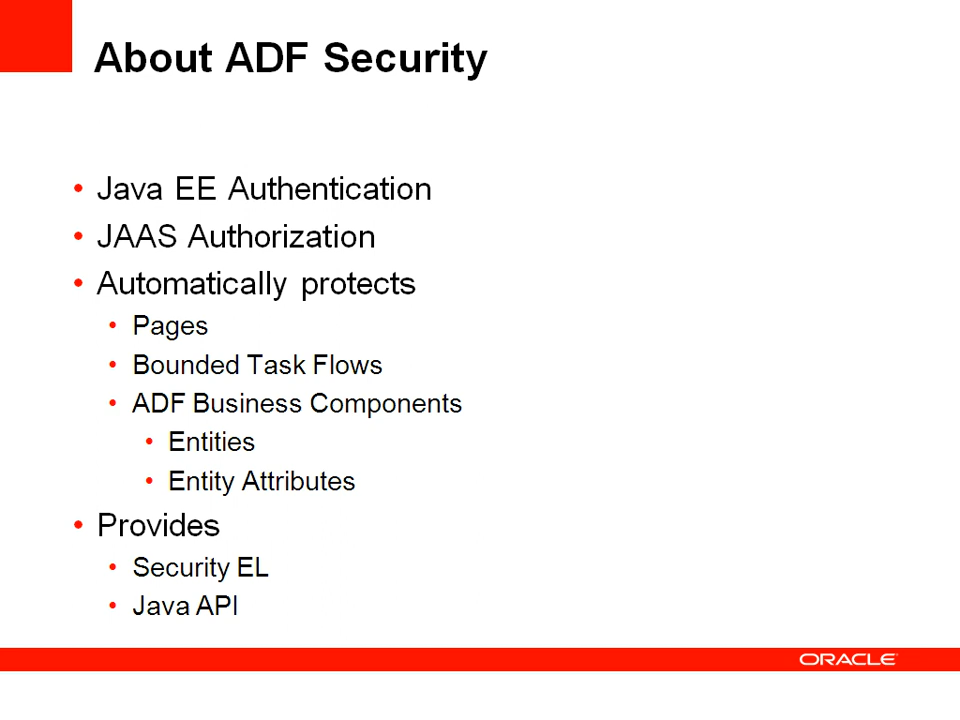 About ADF Security
• Java EE Authentication
• JAAS Authorization
• Automatically protects
• Pages
• Bounded Task Flows
• ADF Business Components
• Entities
• Entity Attributes
• Provides
• Security EL
• Java API
ORACLE